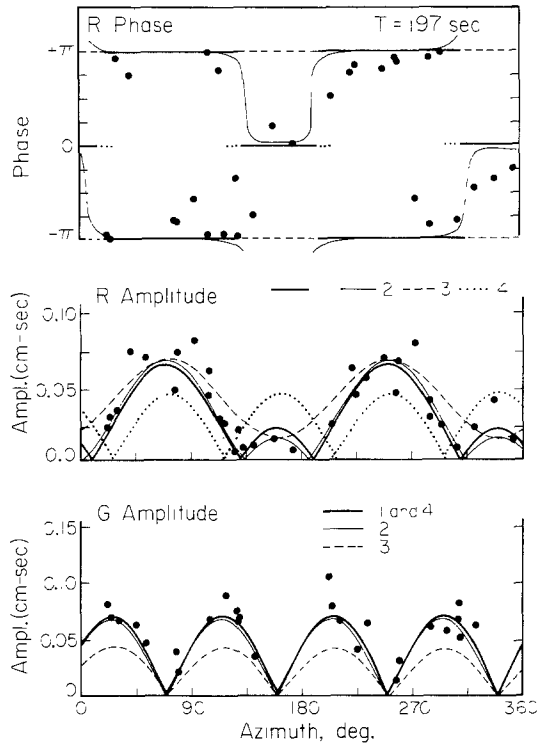 R Phase T = 197 sec
+π
Phase
0
-π
R Amplitude 2 3 4
Ampl.(cm-sec)
0.10
0.05
0.0
G Amplitude
1 and 4
2
3
Ampl.(cm-sec)
0.15
0.10
0.05
0
0 90 180 270 360
Azimuth, deg.